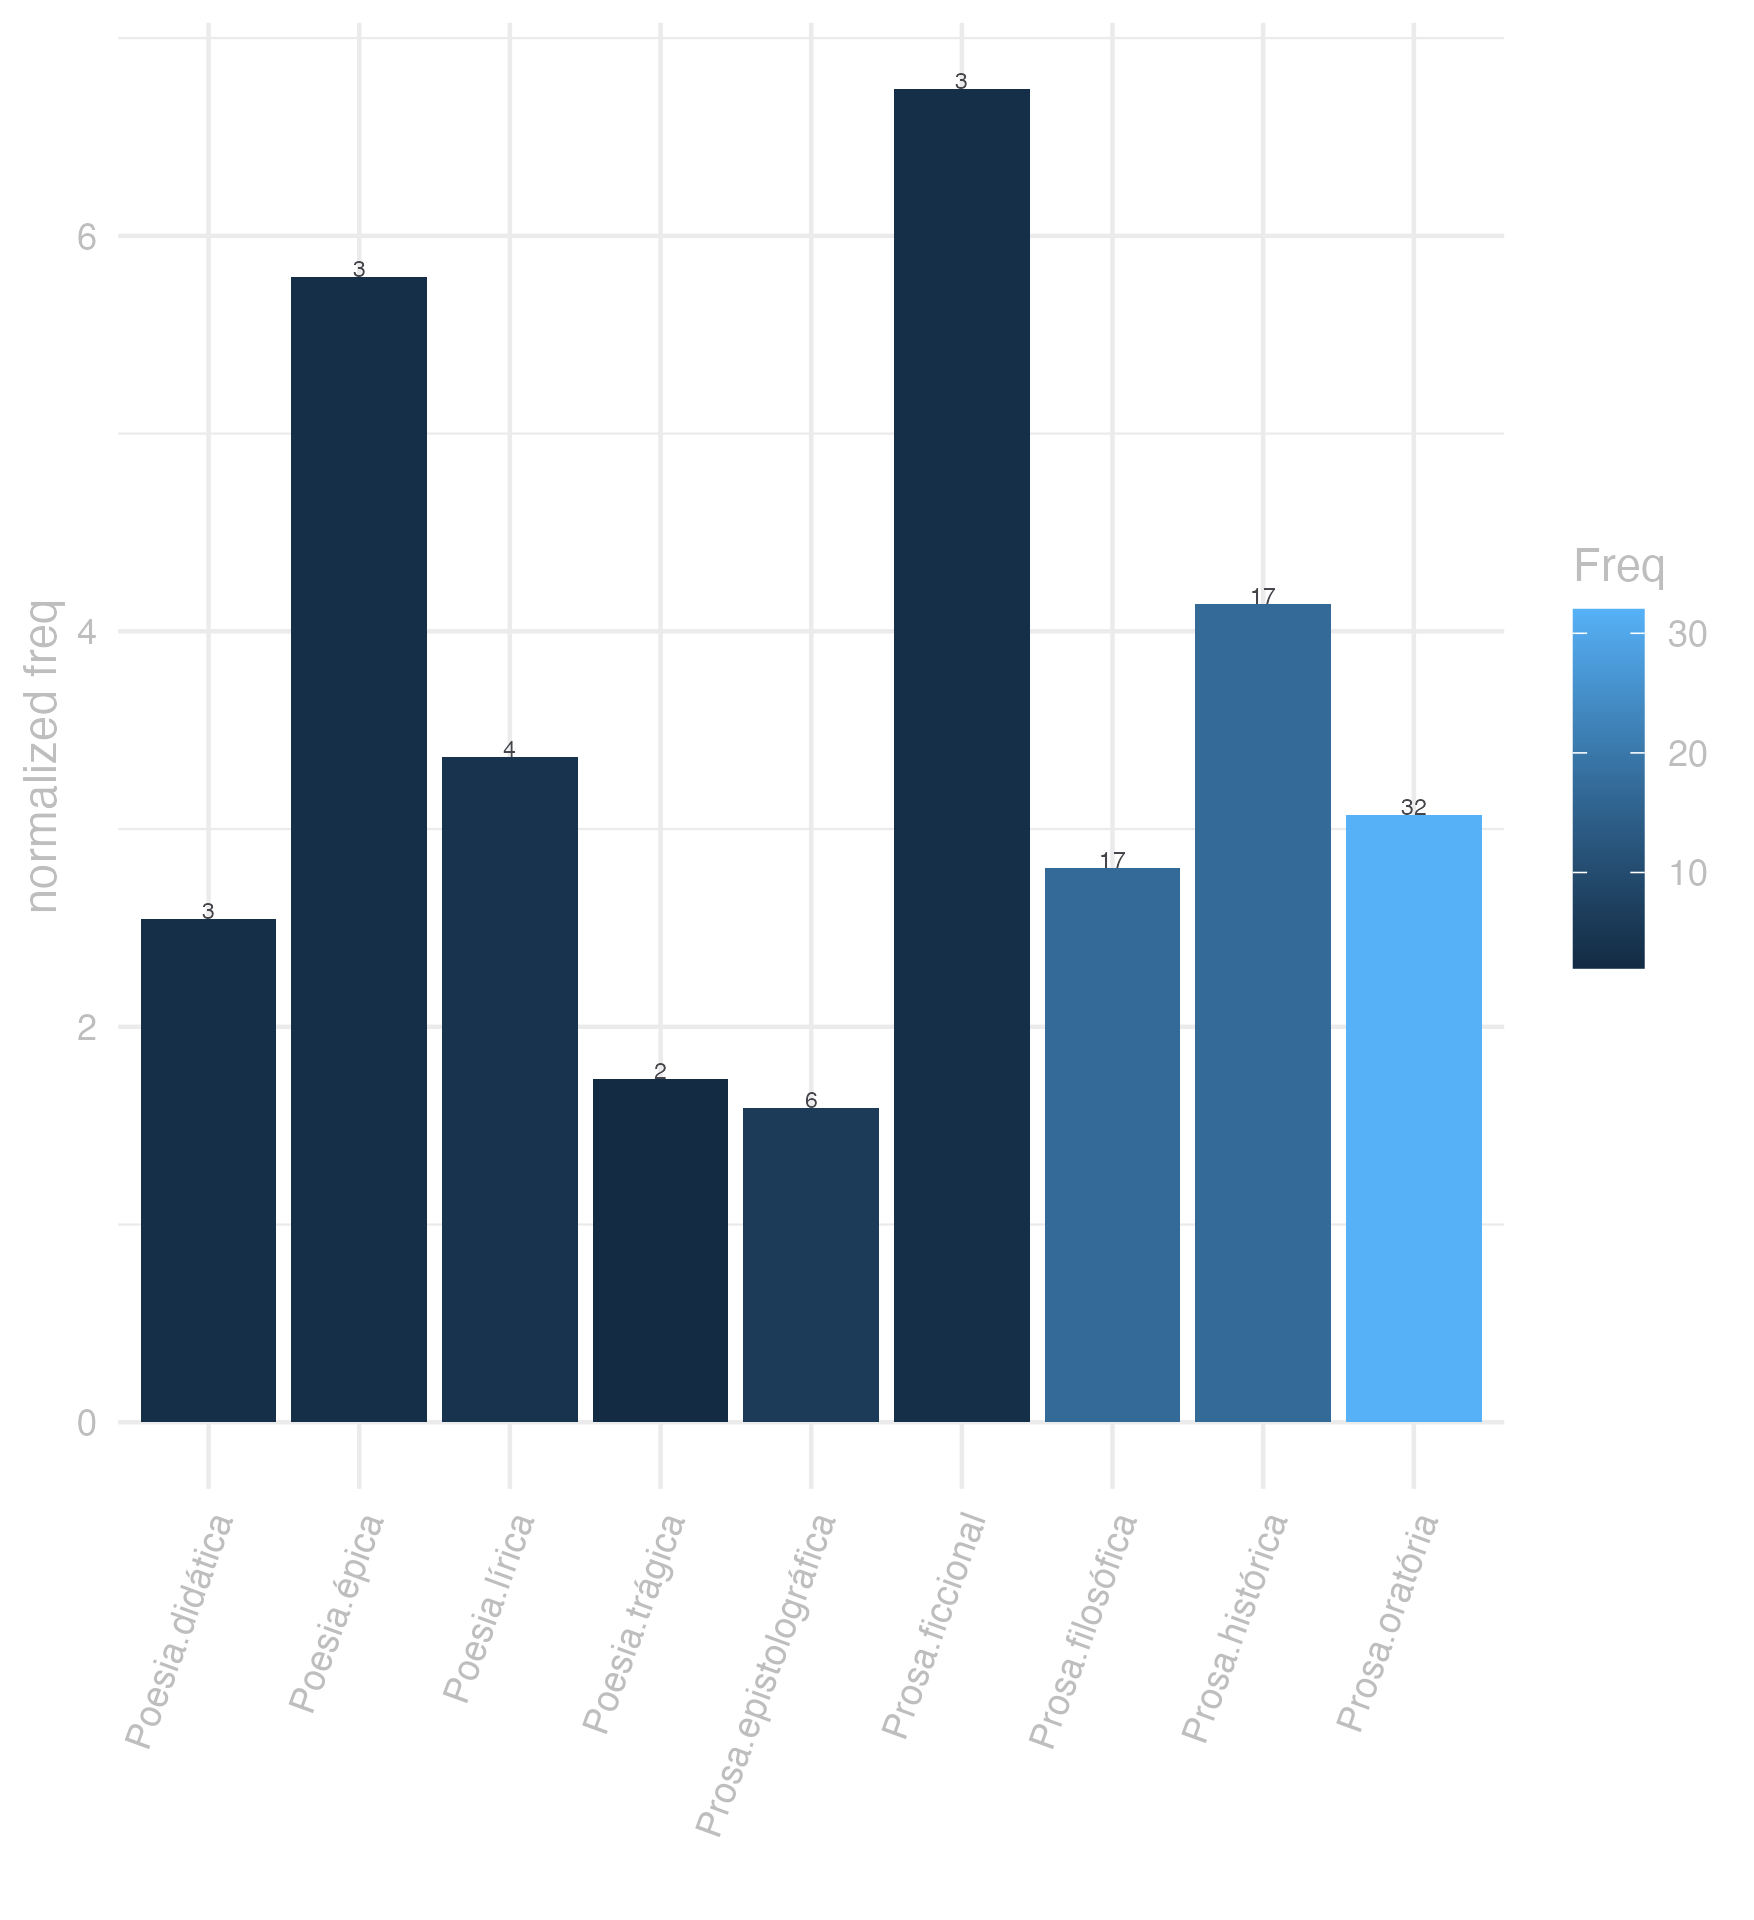 normalized freq
6
4
2
0
3
3
4
2
6
3
17
17
32
Poesia.didática
Poesia.épica
Poesia.lírica
Poesia.trágica
Prosa.epistolográfica
Prosa.ficcional
Prosa.filosófica
Prosa.histórica
Prosa.oratória
Freq
30
20
10